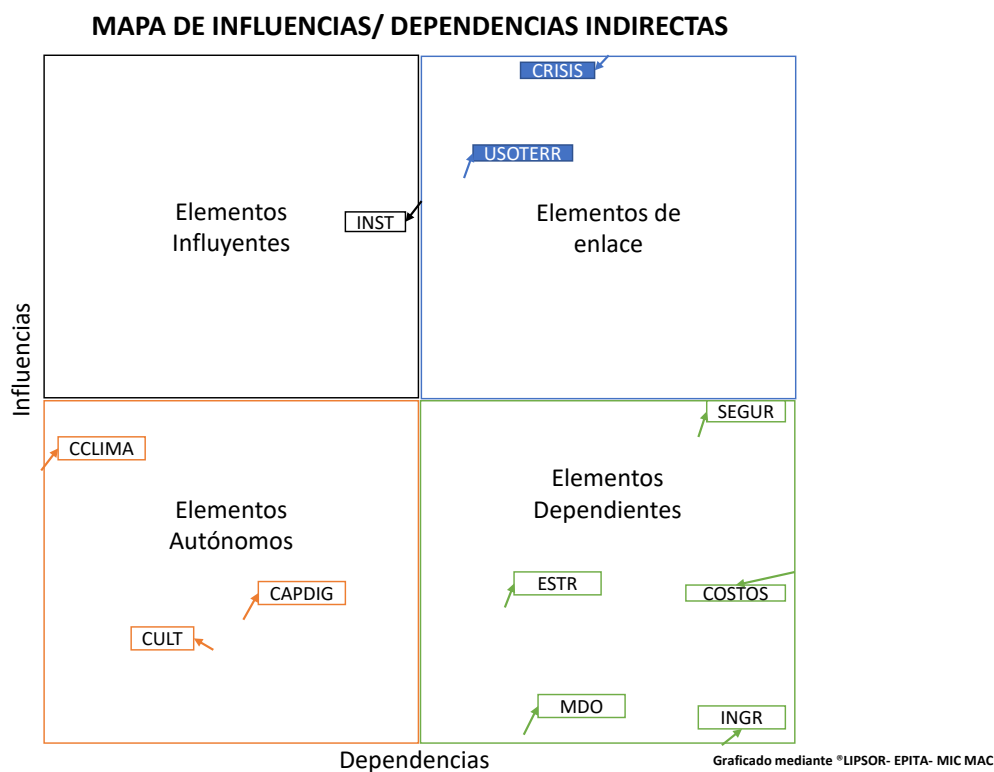 MAPA DE INFLUENCIAS/ DEPENDENCIAS INDIRECTAS
CRISIS
USOTERR
Elementos
Influyentes
INST
Elementos de
enlace
Influencias
SEGUR
CCLIMA
Elementos
Dependientes
Elementos
Autónomos
ESTR
COSTOS
CAPDIG
CULT
MDO
INGR
Dependencias
Graficado mediante ®LIPSOR- EPITA- MIC MAC